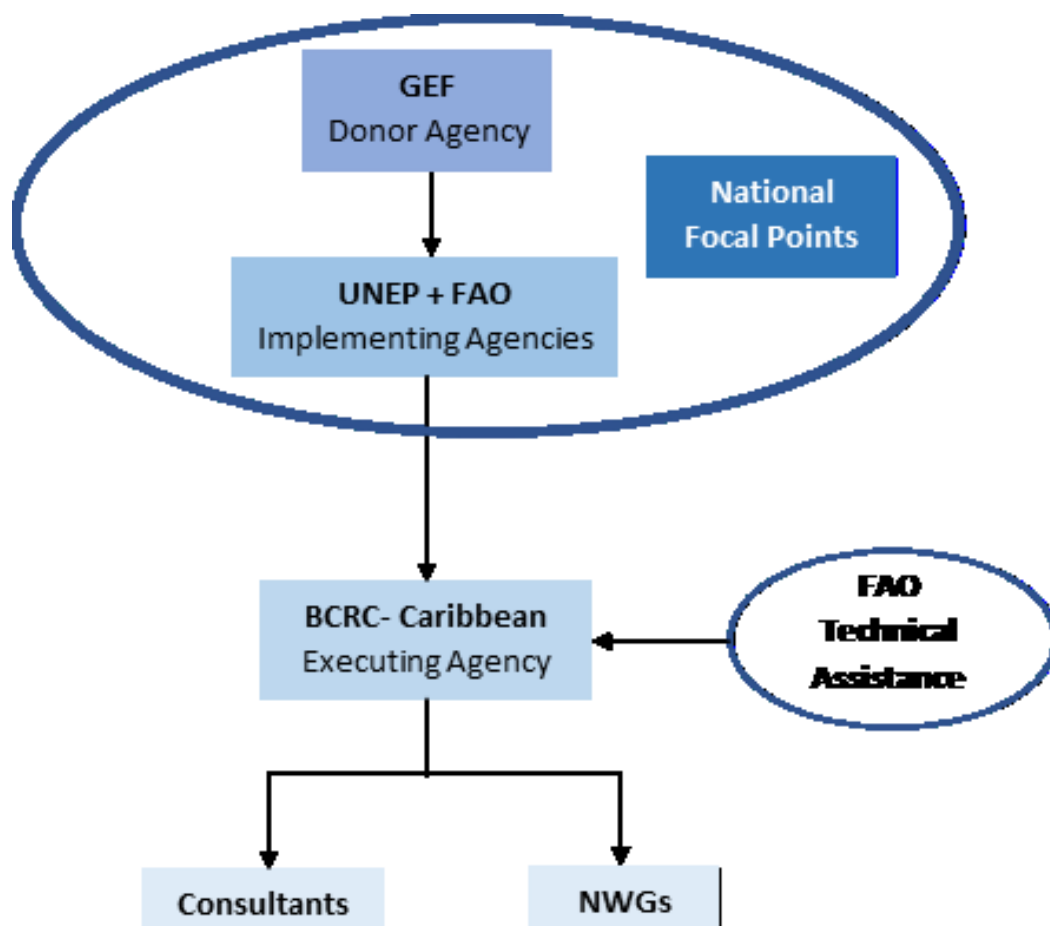 GEF
Donor Agency
National
Focal Points
UNEP + FAO
Implementing Agencies
BCRC- Caribbean
Executing Agency
FAO
Technical
Assistance
Consultants
NWGs